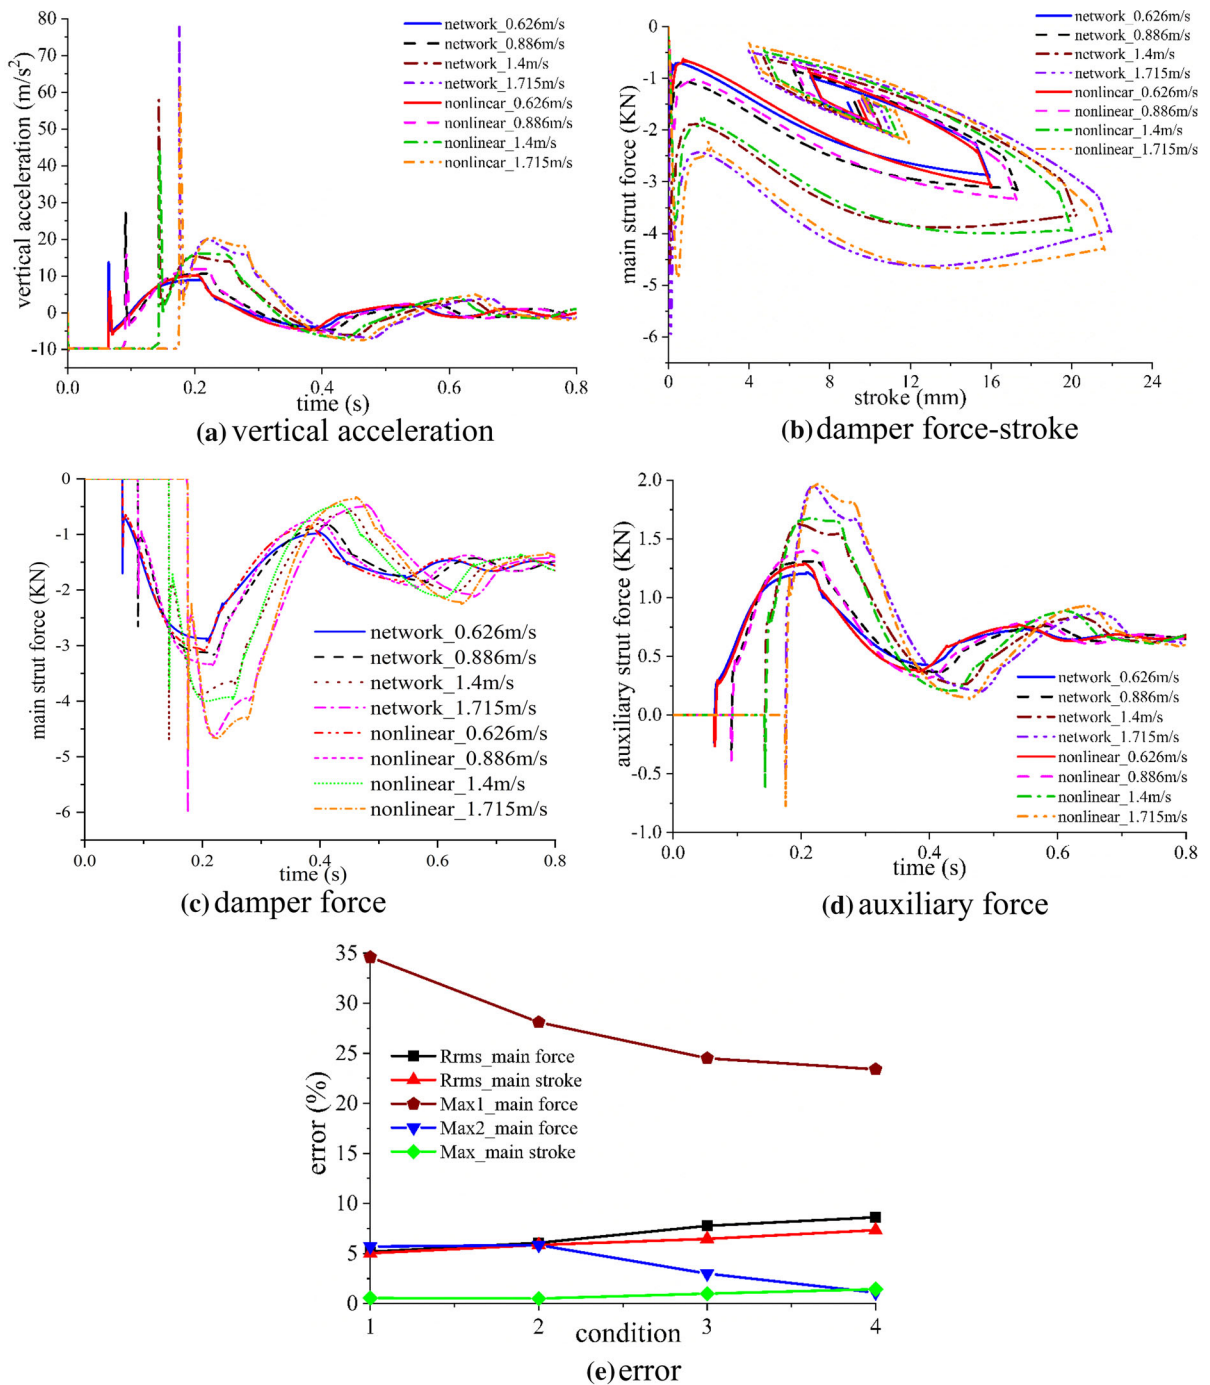 80
70
60
50
40
30
20
10
0
-10
vertical acceleration (m/s²)
network_0.626m/s
network_0.886m/s
network_1.4m/s
network_1.715m/s
nonlinear_0.626m/s
nonlinear_0.886m/s
nonlinear_1.4m/s
nonlinear_1.715m/s
0.0 0.2 0.4 0.6 0.8
time (s)
(a) vertical acceleration
0
-1
-2
-3
-4
-5
-6
main strut force (KN)
network_0.626m/s
network_0.886m/s
network_1.4m/s
network_1.715m/s
nonlinear_0.626m/s
nonlinear_0.886m/s
nonlinear_1.4m/s
nonlinear_1.715m/s
0 4 8 12 16 20 24
stroke (mm)
(b) damper force-stroke
0
-1
-2
-3
-4
-5
-6
main strut force (KN)
network_0.626m/s
network_0.886m/s
network_1.4m/s
network_1.715m/s
nonlinear_0.626m/s
nonlinear_0.886m/s
nonlinear_1.4m/s
nonlinear_1.715m/s
0.0 0.2 0.4 0.6 0.8
time (s)
(c) damper force
2.0
1.5
1.0
0.5
0.0
-0.5
-1.0
auxiliary strut force (KN)
network_0.626m/s
network_0.886m/s
network_1.4m/s
network_1.715m/s
nonlinear_0.626m/s
nonlinear_0.886m/s
nonlinear_1.4m/s
nonlinear_1.715m/s
0.0 0.2 0.4 0.6 0.8
time (s)
(d) auxiliary force
35
30
25
20
15
10
5
0
error (%)
Rrms_main force
Rrms_main stroke
Max1_main force
Max2_main force
Max_main stroke
1 2 3 4
condition
(e) error